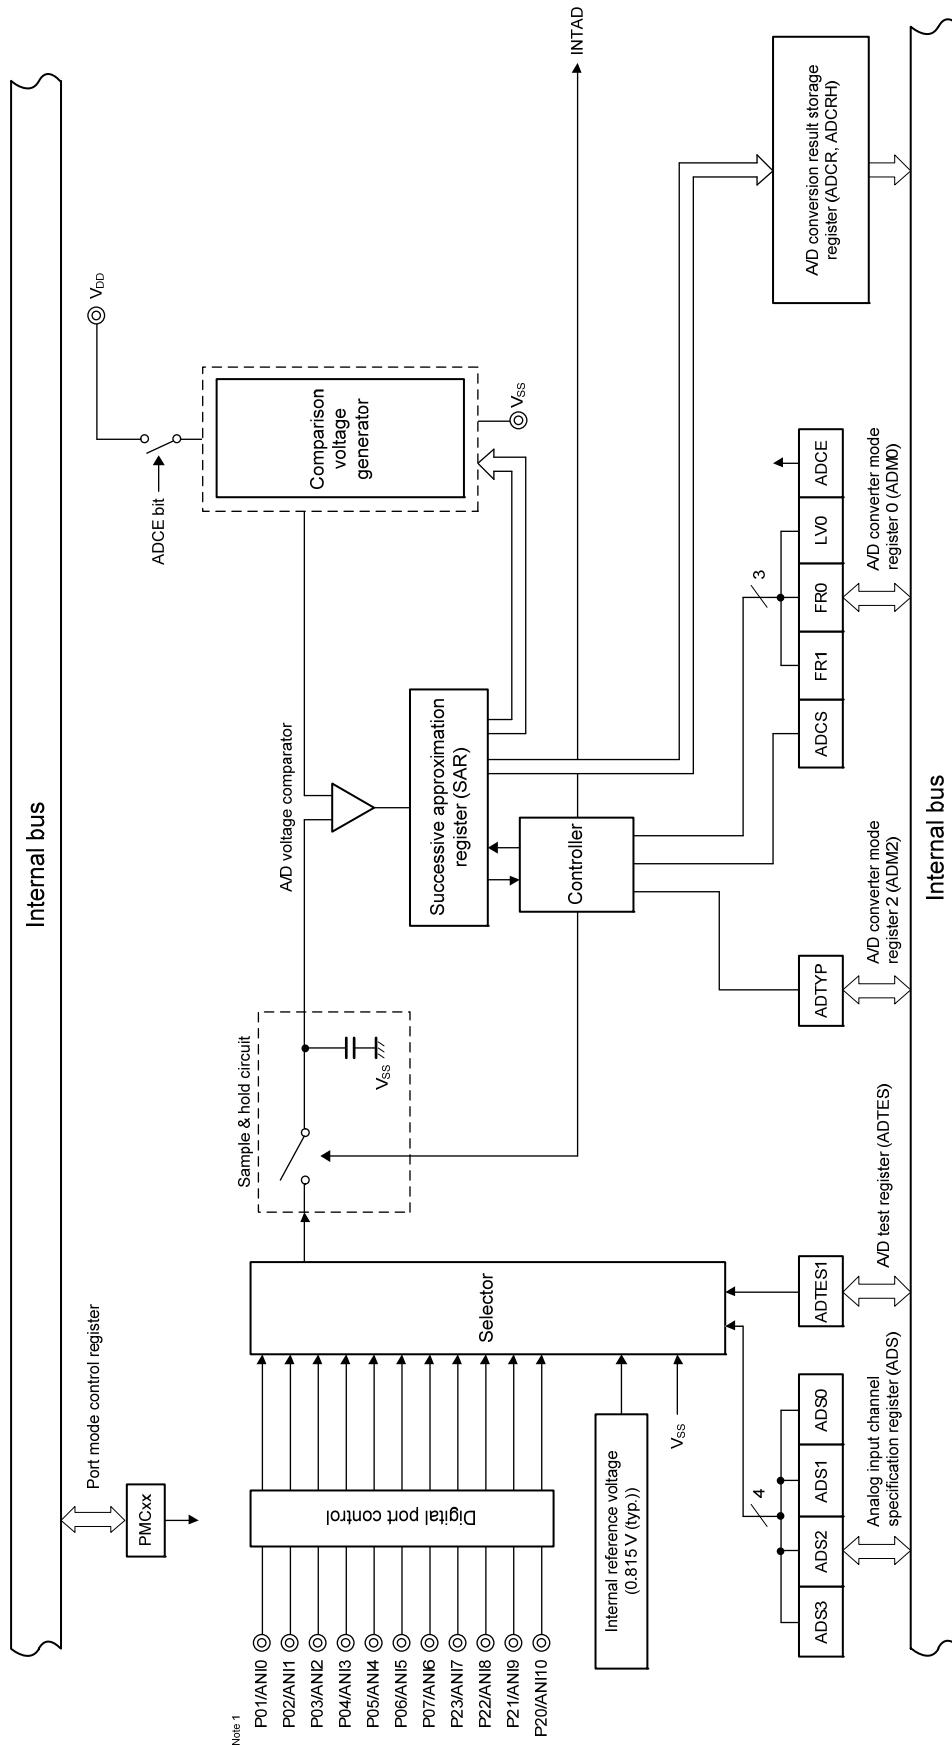 Internal bus
Port mode control register
PMCxx
VDD
ADCE bit
Note 1
P01/ANI0
P02/ANI1
P03/ANI2
P04/ANI3
P05/ANI4
P06/ANI5
P07/ANI6
P23/ANI7
P22/ANI8
P21/ANI9
P20/ANI10
Digital port control
Selector
Sample & hold circuit
VSS
A/D voltage comparator
Comparison
voltage
generator
VSS
Successive approximation
register (SAR)
Controller
INTAD
Internal reference voltage
(0.815 V (typ.))
VSS
4
3
ADS3
ADS2
ADS1
ADS0
ADTES1
ADTYP
ADCS
FR1
FR0
LV0
ADCE
A/D conversion result storage
register (ADCR, ADCRH)
Analog input channel
specification register (ADS)
A/D test register (ADTES)
A/D converter mode
register 2 (ADM2)
A/D converter mode
register 0 (ADM0)
Internal bus